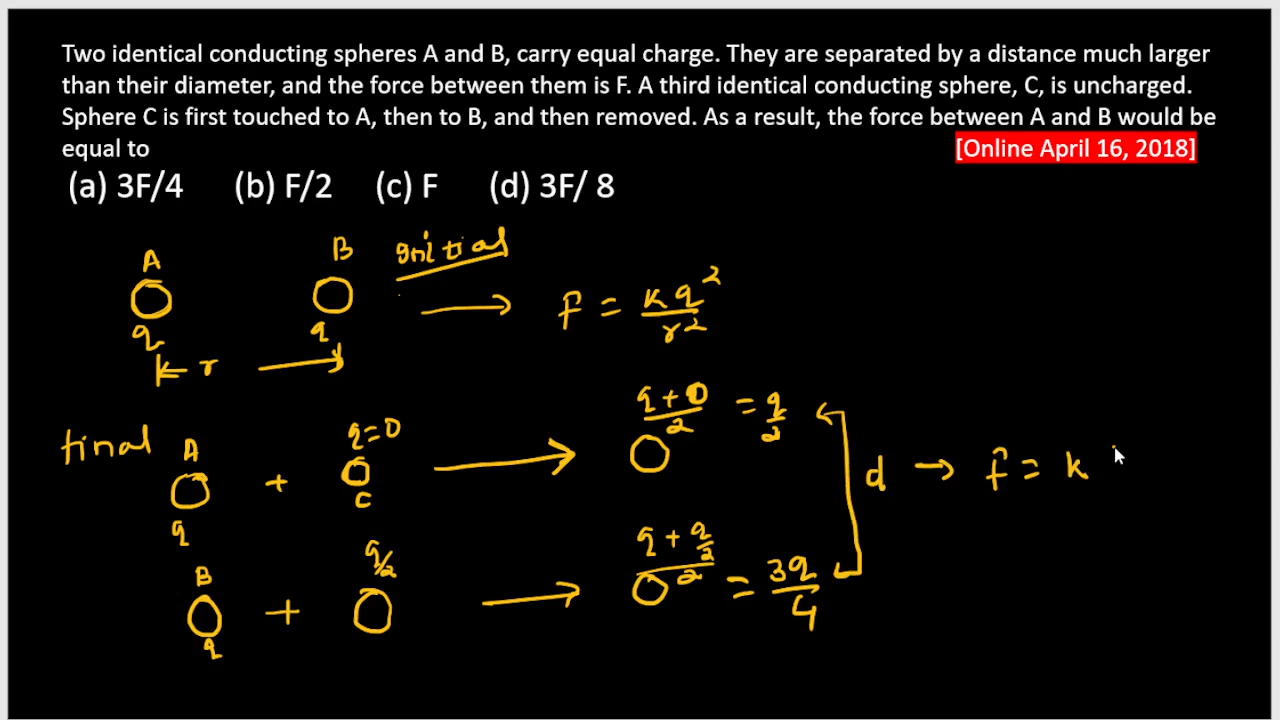 Two identical conducting spheres A and B, carry equal charge. They are separated by a distance much larger
than their diameter, and the force between them is F. A third identical conducting sphere, C, is uncharged.
Sphere C is first touched to A, then to B, and then removed. As a result, the force between A and B would be
equal to [Online April 16, 2018]
(a) 3F/4 (b) F/2 (c) F (d) 3F/ 8
A B Initial
q q → F = kq²/r²
r
final A q=0 (q+0)/2 = q/2
+ C →
q d → F = k
B q/2 (q+q/2)/2 = 3q/4
+ →
q